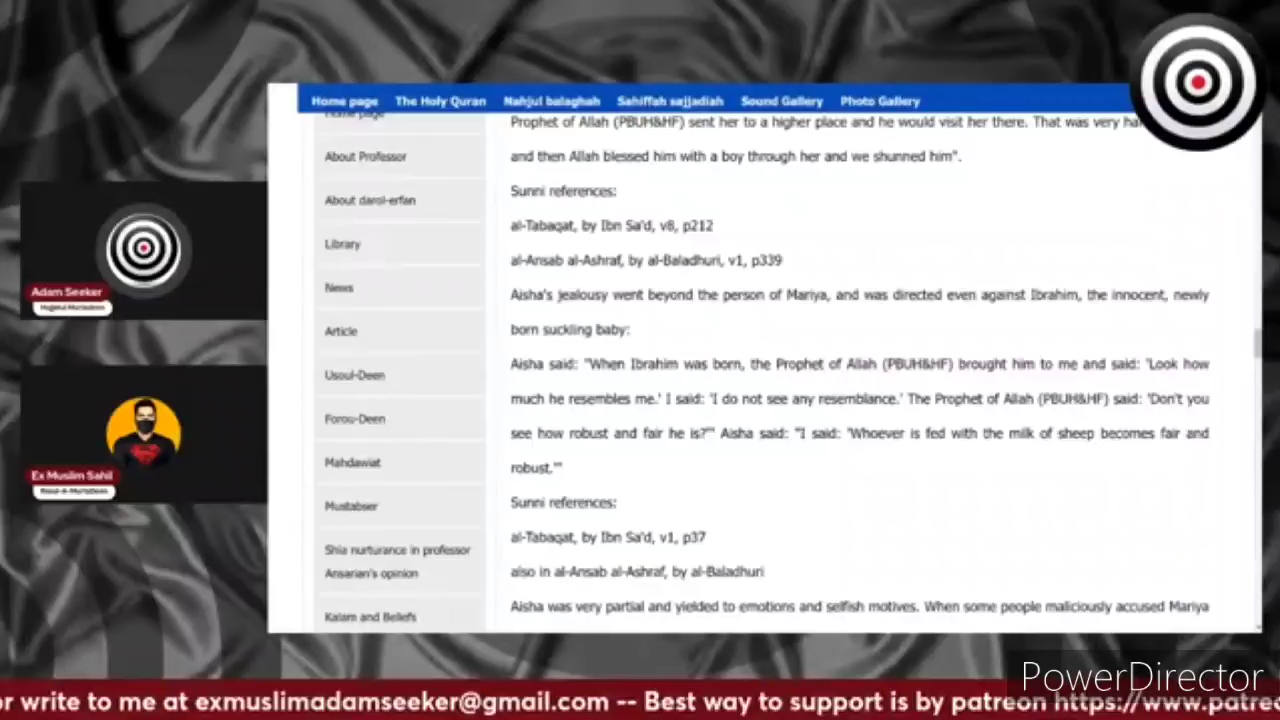 Home page The Holy Quran Nahjul balaghah Sahiffah sajjadiah Sound Gallery Photo Gallery
Home page
About Professor
About darol-erfan
Library
News
Article
Usoul-Deen
Forou-Deen
Mahdawiat
Mustabser
Shia nurturance in professor
Ansarian's opinion
Kalam and Beliefs
Prophet of Allah (PBUH&HF) sent her to a higher place and he would visit her there. That was very
and then Allah blessed him with a boy through her and we shunned him".
Sunni references:
al-Tabaqat, by Ibn Sa'd, v8, p212
al-Ansab al-Ashraf, by al-Baladhuri, v1, p339
Aisha's jealousy went beyond the person of Mariya, and was directed even against Ibrahim, the innocent, newly
born suckling baby:
Aisha said: "When Ibrahim was born, the Prophet of Allah (PBUH&HF) brought him to me and said: 'Look how
much he resembles me.' I said: 'I do not see any resemblance.' The Prophet of Allah (PBUH&HF) said: 'Don't you
see how robust and fair he is?'" Aisha said: "I said: 'Whoever is fed with the milk of sheep becomes fair and
robust.'"
Sunni references:
al-Tabaqat, by Ibn Sa'd, v1, p37
also in al-Ansab al-Ashraf, by al-Baladhuri
Aisha was very partial and yielded to emotions and selfish motives. When some people maliciously accused Mariya
Adam Seeker
Ex Muslim Sahil
PowerDirector
or write to me at exmuslimadamseeker@gmail.com -- Best way to support is by patreon https://www.patre